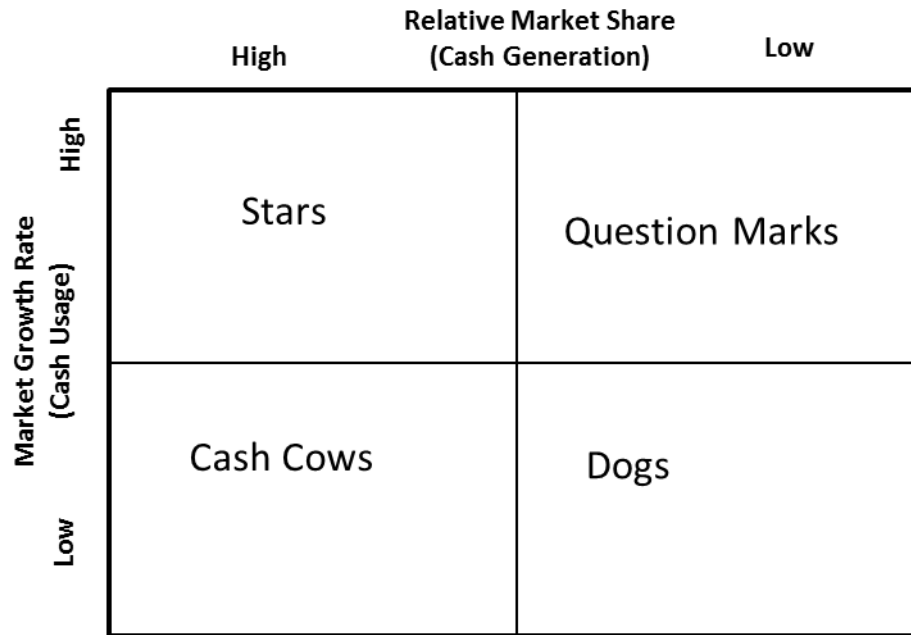 Relative Market Share
(Cash Generation)
High
Low
Market Growth Rate
(Cash Usage)
High
Low
Stars
Question Marks
Cash Cows
Dogs